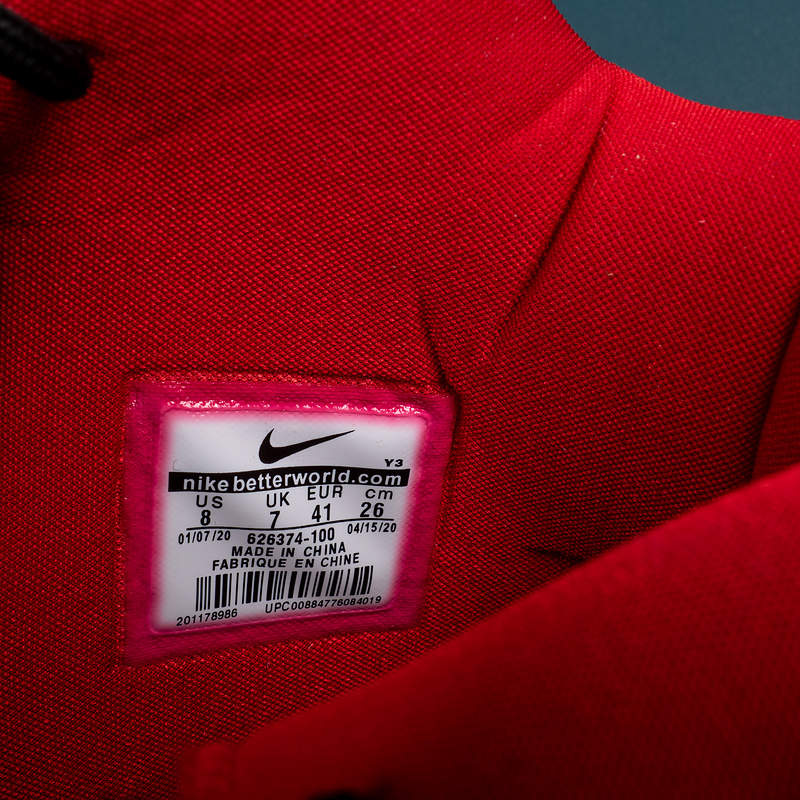 Y3
nikebetterworld.com
US UK EUR cm
8 7 41 26
01/07/20 626374-100 04/15/20
MADE IN CHINA
FABRIQUE EN CHINE
201178986 UPC00884776084019